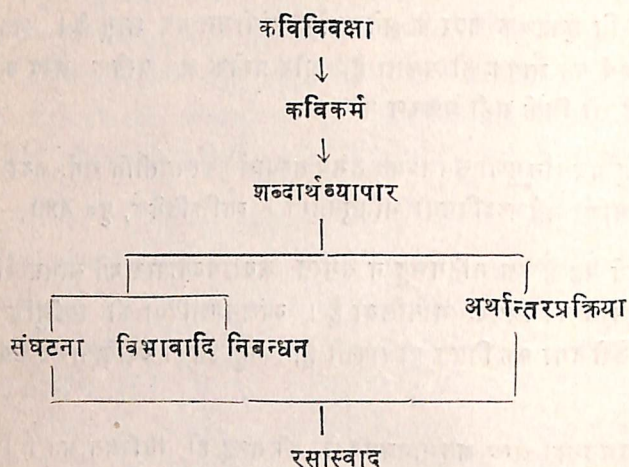 कविविवक्षा
कविकर्म
शब्दार्थव्यापार
अर्थान्तरप्रक्रिया
संघटना विभावादि निबन्धन
रसास्वाद